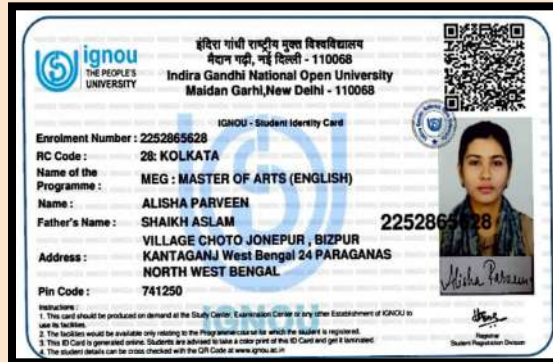 ignou
THE PEOPLE'S
UNIVERSITY
इंदिरा गांधी राष्ट्रीय मुक्त विश्वविद्यालय
मैदान गढ़ी, नई दिल्ली - 110068
Indira Gandhi National Open University
Maidan Garhi,New Delhi - 110068
IGNOU - Student Identity Card
Enrolment Number : 2252865628
RC Code : 28: KOLKATA
Name of the
Programme : MEG : MASTER OF ARTS (ENGLISH)
Name : ALISHA PARVEEN
Father's Name : SHAIKH ASLAM
2252865628
Address : VILLAGE CHOTO JONEPUR , BIZPUR
KANTAGANJ West Bengal 24 PARAGANAS
NORTH WEST BENGAL
Pin Code : 741250
Alisha Parveen
Instructions :
1. This card should be produced on demand at the Study Center, Examination Center or any other Establishment of IGNOU to
use its facilities.
2. The facilities would be available only relating to the Programme/course for which the student is registered.
3. This ID Card is generated online. Students are advised to take a color print of this ID Card and get it laminated.
4. The student details can be cross checked with the QR Code at www.ignou.ac.in
Registrar
Student Registration Division
IGNOU